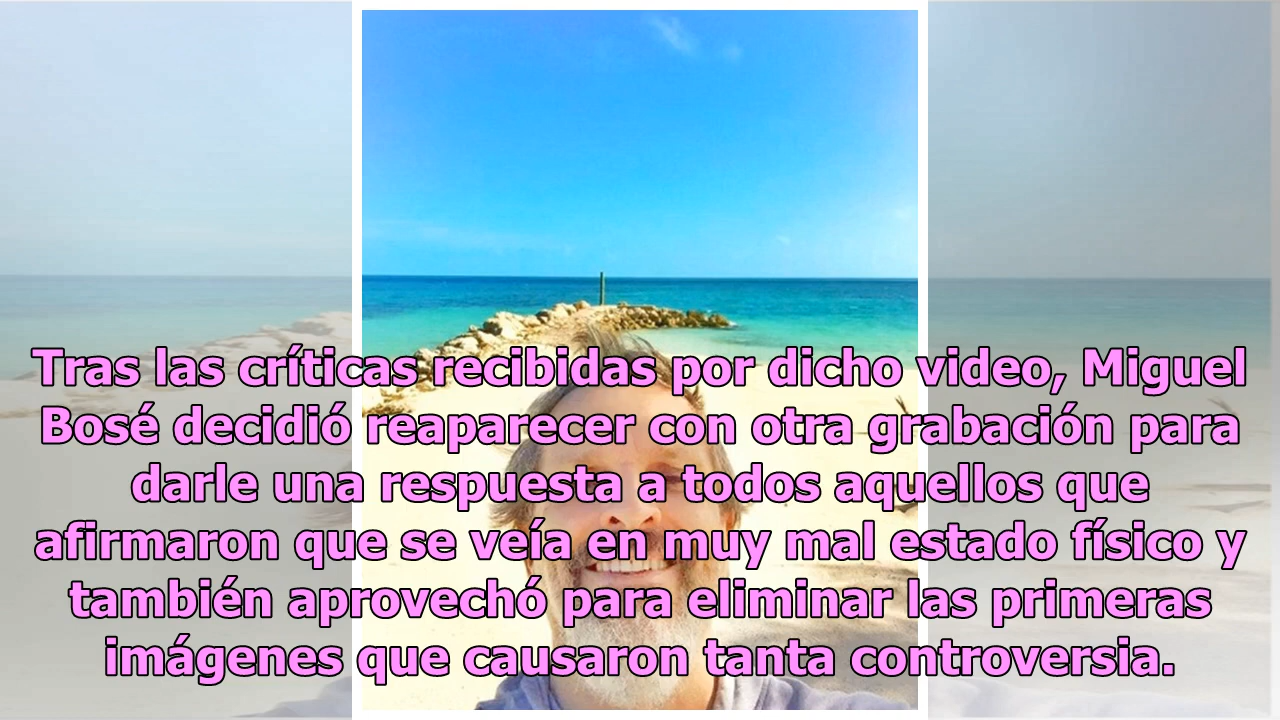 Tras las críticas recibidas por dicho video, Miguel
Bosé decidió reaparecer con otra grabación para
darle una respuesta a todos aquellos que
afirmaron que se veía en muy mal estado físico y
también aprovechó para eliminar las primeras
imágenes que causaron tanta controversia.